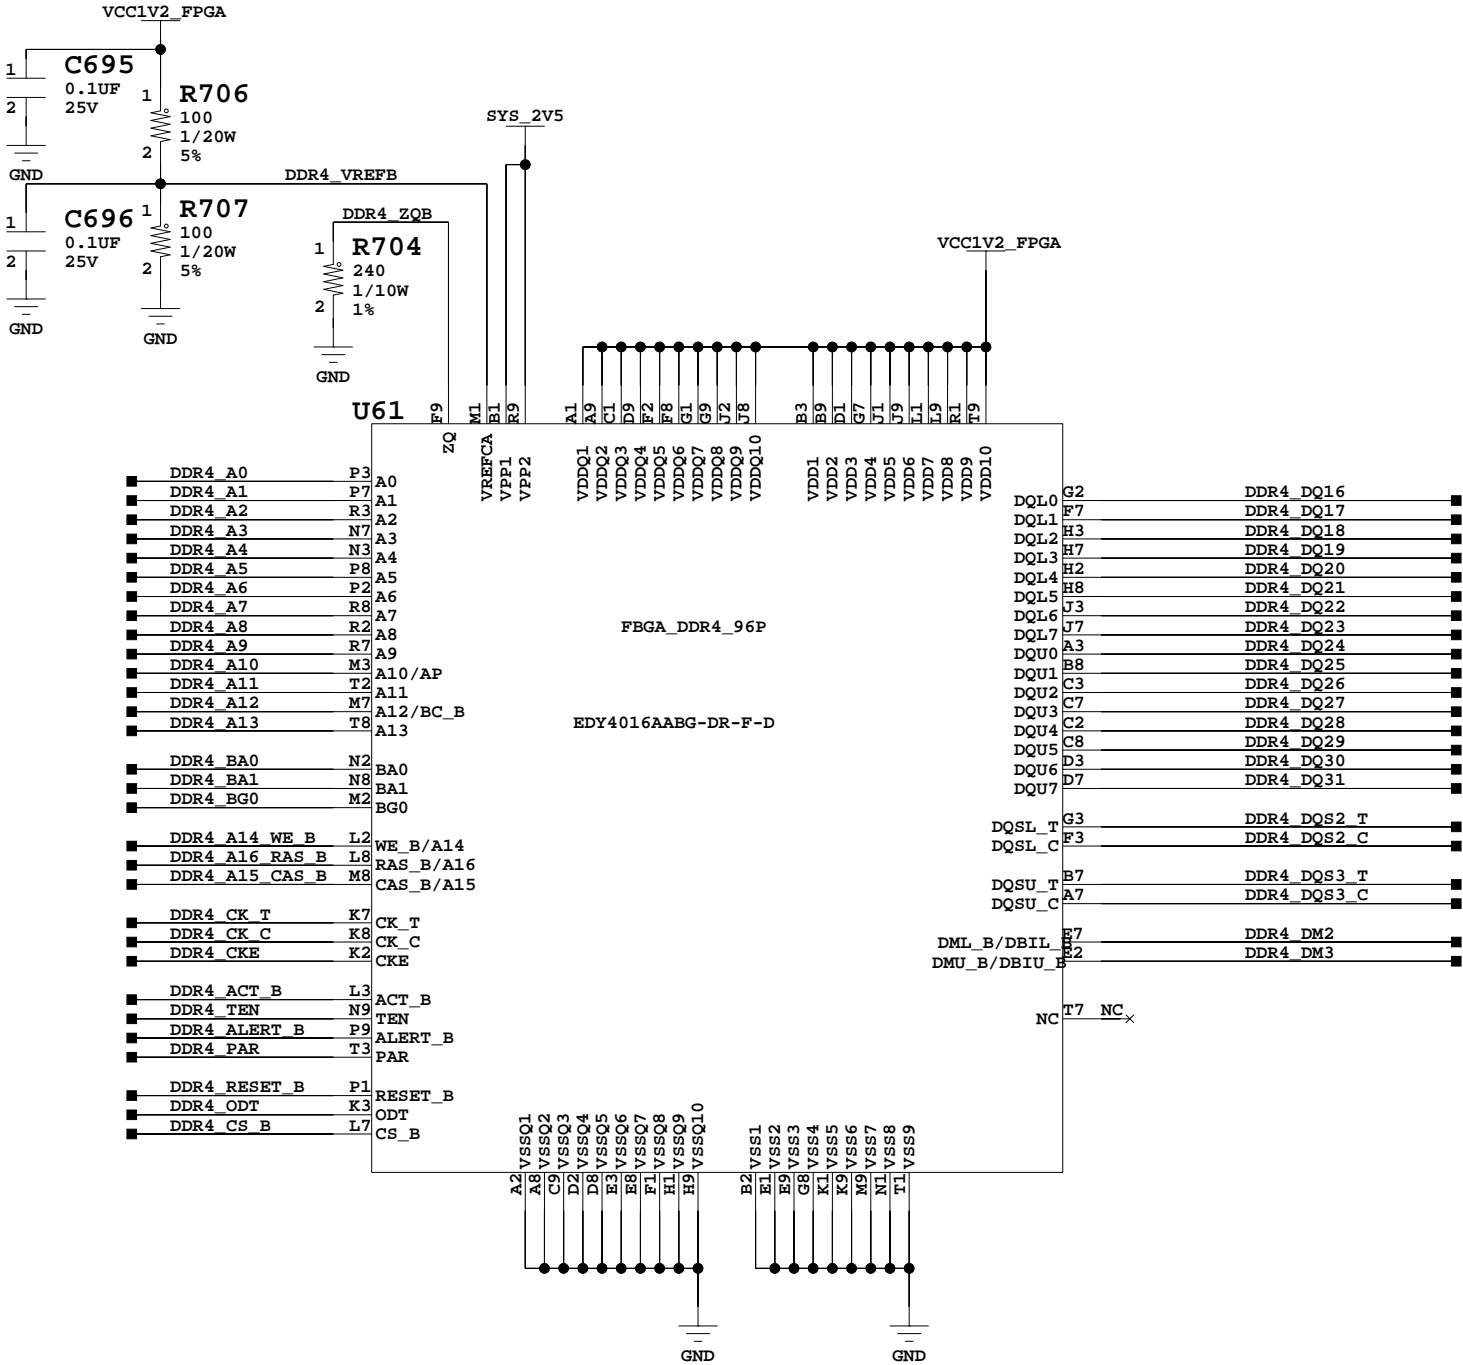 VCC1V2_FPGA
1 C695
0.1UF
2 25V
GND
1 R706
100
1/20W
2 5%
DDR4_VREFB
1 C696
0.1UF
2 25V
GND
1 R707
100
1/20W
2 5%
GND
SYS_2V5
DDR4_ZQB
1 R704
240
1/10W
2 1%
GND
VCC1V2_FPGA
U61
F9 M1 B1 R9 A1 A9 C1 D9 F2 F8 G1 G9 J2 J8 B3 B9 D1 G7 J1 J9 L1 L9 R1 T9
ZQ VREFCA VPP1 VPP2 VDDQ1 VDDQ2 VDDQ3 VDDQ4 VDDQ5 VDDQ6 VDDQ7 VDDQ8 VDDQ9 VDDQ10 VDD1 VDD2 VDD3 VDD4 VDD5 VDD6 VDD7 VDD8 VDD9 VDD10
DDR4_A0 P3 A0
DDR4_A1 P7 A1
DDR4_A2 R3 A2
DDR4_A3 N7 A3
DDR4_A4 N3 A4
DDR4_A5 P8 A5
DDR4_A6 P2 A6
DDR4_A7 R8 A7
DDR4_A8 R2 A8
DDR4_A9 R7 A9
DDR4_A10 M3 A10/AP
DDR4_A11 T2 A11
DDR4_A12 M7 A12/BC_B
DDR4_A13 T8 A13
DDR4_BA0 N2 BA0
DDR4_BA1 N8 BA1
DDR4_BG0 M2 BG0
DDR4_A14_WE_B L2 WE_B/A14
DDR4_A16_RAS_B L8 RAS_B/A16
DDR4_A15_CAS_B M8 CAS_B/A15
DDR4_CK_T K7 CK_T
DDR4_CK_C K8 CK_C
DDR4_CKE K2 CKE
DDR4_ACT_B L3 ACT_B
DDR4_TEN N9 TEN
DDR4_ALERT_B P9 ALERT_B
DDR4_PAR T3 PAR
DDR4_RESET_B P1 RESET_B
DDR4_ODT K3 ODT
DDR4_CS_B L7 CS_B
FBGA_DDR4_96P
EDY4016AABG-DR-F-D
DQL0 G2 DDR4_DQ16
DQL1 F7 DDR4_DQ17
DQL2 H3 DDR4_DQ18
DQL3 H7 DDR4_DQ19
DQL4 H2 DDR4_DQ20
DQL5 H8 DDR4_DQ21
DQL6 J3 DDR4_DQ22
DQL7 J7 DDR4_DQ23
DQU0 A3 DDR4_DQ24
DQU1 B8 DDR4_DQ25
DQU2 C3 DDR4_DQ26
DQU3 C7 DDR4_DQ27
DQU4 C2 DDR4_DQ28
DQU5 C8 DDR4_DQ29
DQU6 D3 DDR4_DQ30
DQU7 D7 DDR4_DQ31
DQSL_T G3 DDR4_DQS2_T
DQSL_C F3 DDR4_DQS2_C
DQSU_T B7 DDR4_DQS3_T
DQSU_C A7 DDR4_DQS3_C
DML_B/DBIL_B E7 DDR4_DM2
DMU_B/DBIU_B E2 DDR4_DM3
NC T7 NC
VSSQ1 VSSQ2 VSSQ3 VSSQ4 VSSQ5 VSSQ6 VSSQ7 VSSQ8 VSSQ9 VSSQ10 VSS1 VSS2 VSS3 VSS4 VSS5 VSS6 VSS7 VSS8 VSS9
A2 A8 C9 D2 D8 E3 E8 F1 H1 H9 B2 E1 E9 G8 K1 K9 M9 N1 T1
GND GND